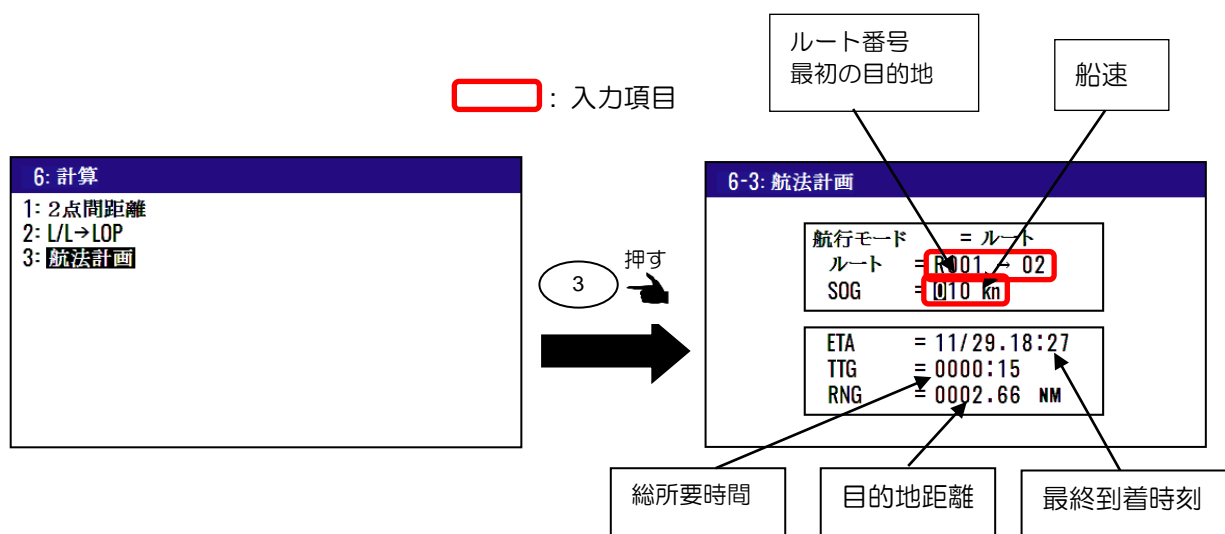 ルート番号
最初の目的地
船速
: 入力項目
6: 計算
1: 2点間距離
2: L/L→LOP
3: 航法計画
3
押す
6-3: 航法計画
航行モード = ルート
ルート = R001 → 02
SOG = 010 kn
ETA = 11/29.18:27
TTG = 0000:15
RNG = 0002.66 NM
総所要時間
目的地距離
最終到着時刻